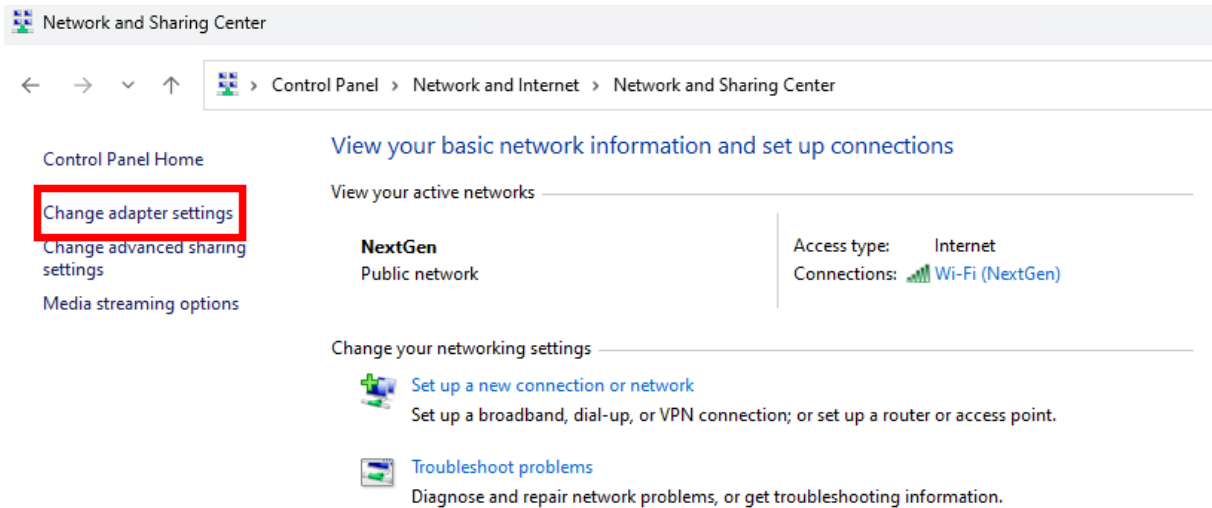 Network and Sharing Center
Control Panel > Network and Internet > Network and Sharing Center
Control Panel Home
Change adapter settings
Change advanced sharing
settings
Media streaming options
View your basic network information and set up connections
View your active networks
NextGen
Public network
Access type: Internet
Connections: Wi-Fi (NextGen)
Change your networking settings
Set up a new connection or network
Set up a broadband, dial-up, or VPN connection; or set up a router or access point.
Troubleshoot problems
Diagnose and repair network problems, or get troubleshooting information.